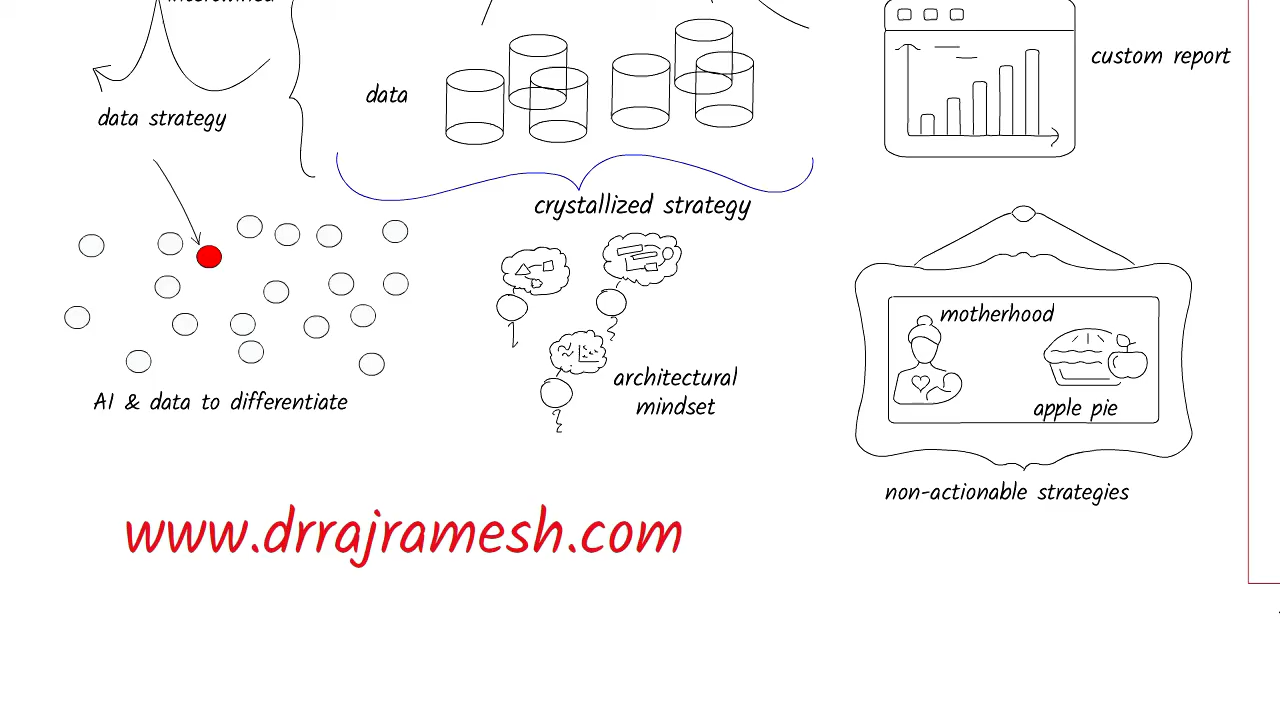 data
custom report
data strategy
crystallized strategy
motherhood
architectural
mindset
AI & data to differentiate
apple pie
non-actionable strategies
www.drrajramesh.com